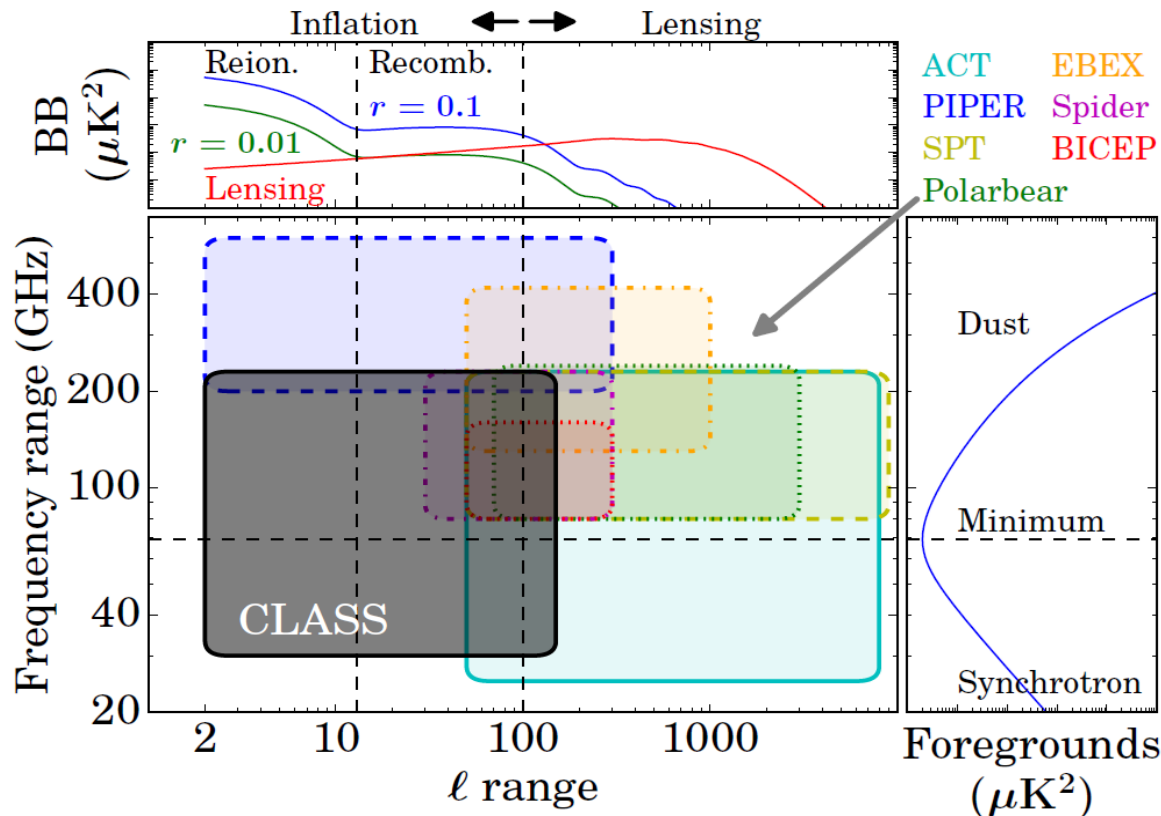 Inflation
Lensing
BB
(μK²)
Reion.
Recomb.
r = 0.1
r = 0.01
Lensing
ACT
EBEX
PIPER
Spider
SPT
BICEP
Polarbear
Frequency range (GHz)
400
200
100
40
20
CLASS
2
10
100
1000
ℓ range
Dust
Minimum
Synchrotron
Foregrounds
(μK²)